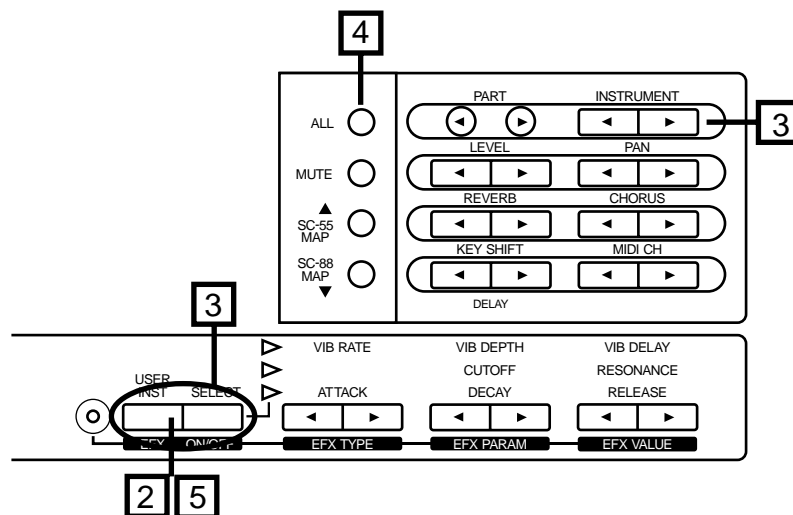 4
PART INSTRUMENT
ALL
3
LEVEL PAN
MUTE
REVERB CHORUS
SC-55
MAP
KEY SHIFT MIDI CH
SC-88
MAP
DELAY
3
VIB RATE VIB DEPTH VIB DELAY
CUTOFF RESONANCE
USER
INST SELECT ATTACK DECAY RELEASE
EFX ON/OFF EFX TYPE EFX PARAM EFX VALUE
2 5